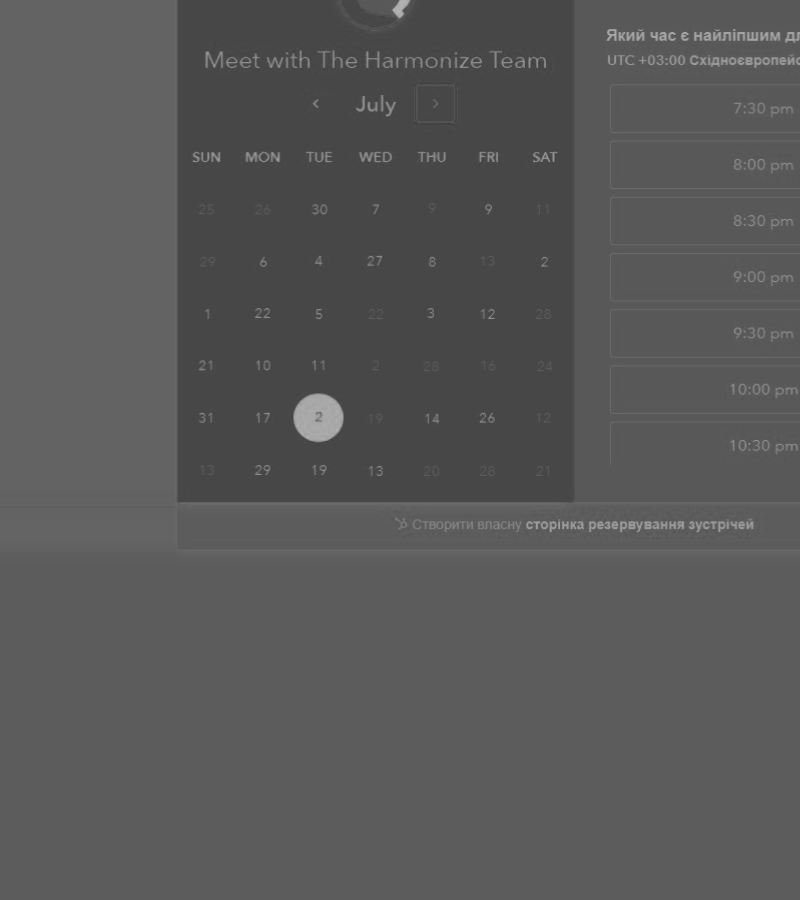 Meet with The Harmonize Team
July
SUN MON TUE WED THU FRI SAT
25 26 30 7 9 9 11
29 6 4 27 8 13 2
1 22 5 22 3 12 28
21 10 11 2 28 16 24
31 17 2 19 14 26 12
13 29 19 13 20 28 21
Створити власну сторінка резервування зустрічей
Який час є найліпшим
UTC +03:00
7:30 pm
8:00 pm
8:30 pm
9:00 pm
9:30 pm
10:00 pm
10:30 pm